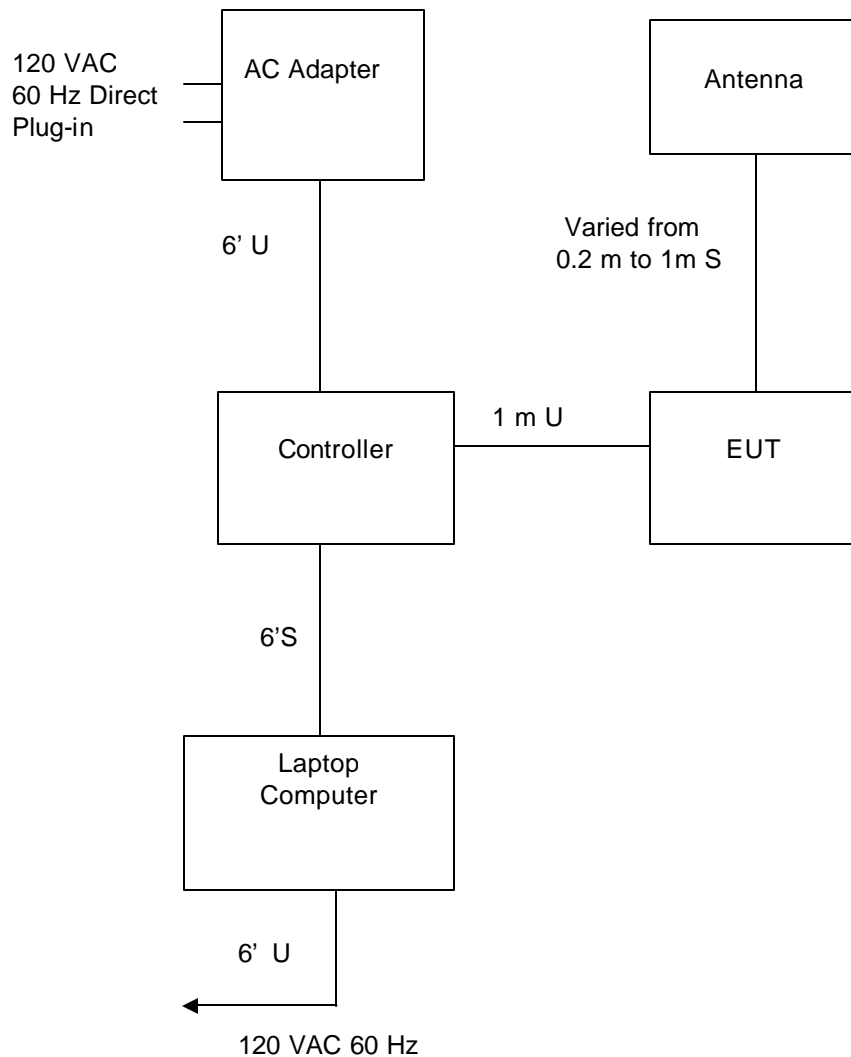 120 VAC
60 Hz Direct
Plug-in
AC Adapter
Antenna
6’ U
Varied from
0.2 m to 1m S
Controller
1 m U
EUT
6’S
Laptop
Computer
6’ U
120 VAC 60 Hz